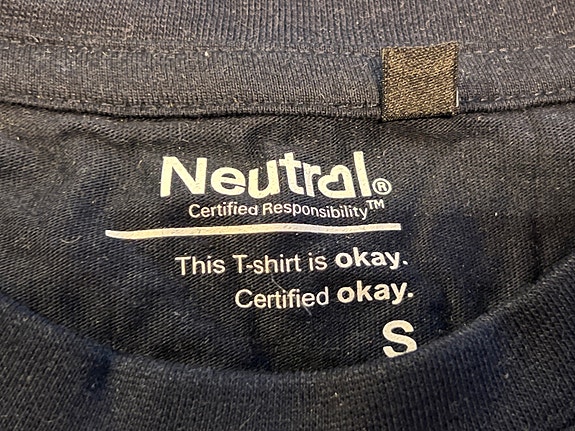 Neutral®
Certified Responsibility™
This T-shirt is okay.
Certified okay.
S